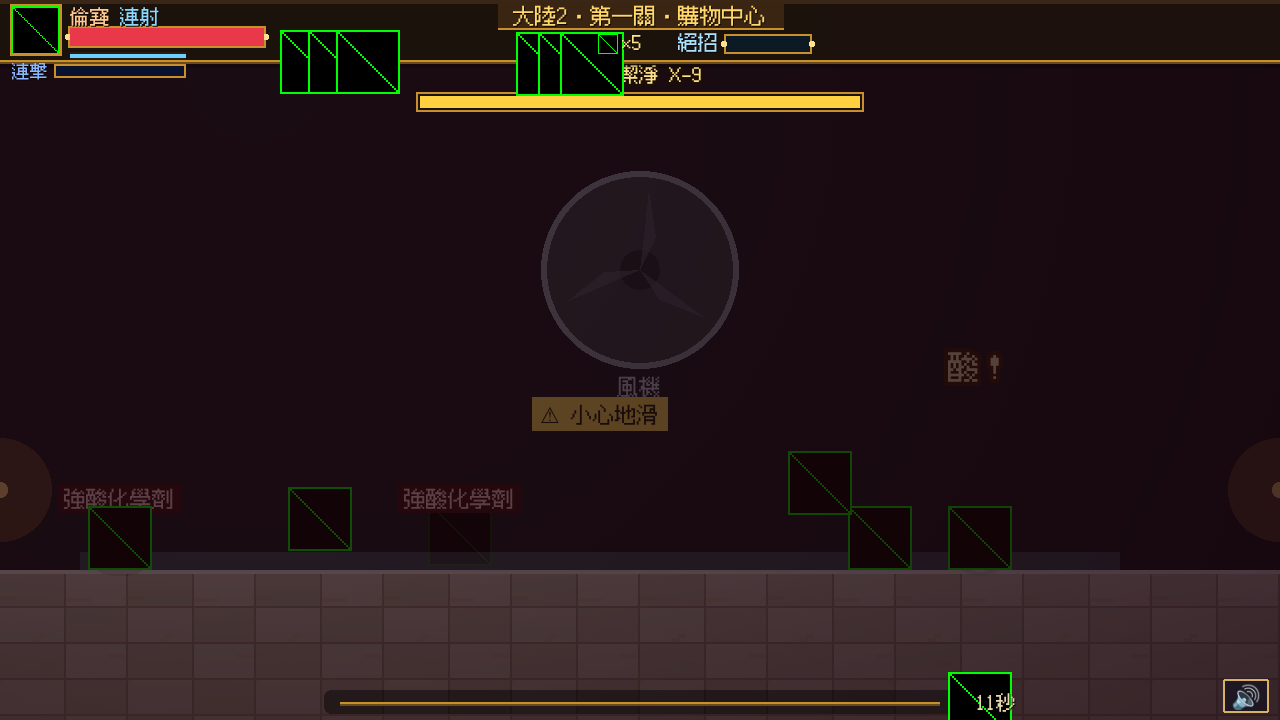 倫寶 連射
大陸2・第一關・購物中心
×5
絕招
連擊
潔淨 X-9
酸！
風機
⚠ 小心地滑
強酸化學劑
強酸化學劑
11秒